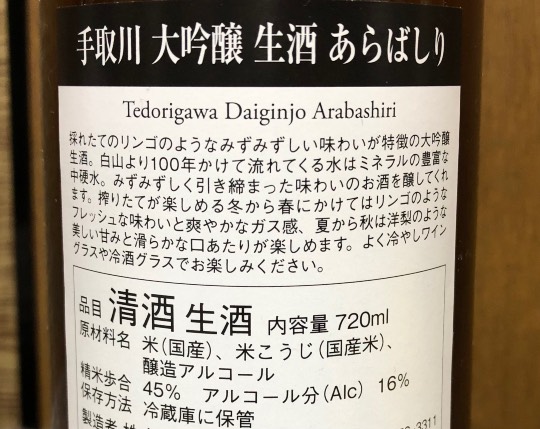 手取川 大吟醸 生酒 あらばしり
Tedorigawa Daiginjo Arabashiri
採れたてのリンゴのようなみずみずしい味わいが特徴の大吟醸
生酒。白山より100年かけて流れてくる水はミネラルの豊富な
中硬水。みずみずしく引き締まった味わいのお酒を醸してくれ
ます。搾りたてが楽しめる冬から春にかけてはリンゴのような
フレッシュな味わいと爽やかなガス感、夏から秋は洋梨のような
美しい甘みと滑らかな口あたりが楽しめます。よく冷やしワイン
グラスや冷酒グラスでお楽しみください。
品目 清酒 生酒 内容量 720ml
原材料名 米(国産)、米こうじ(国産米)、
醸造アルコール
精米歩合 45% アルコール分(Alc) 16%
保存方法 冷蔵庫に保管
製造者 株
3311